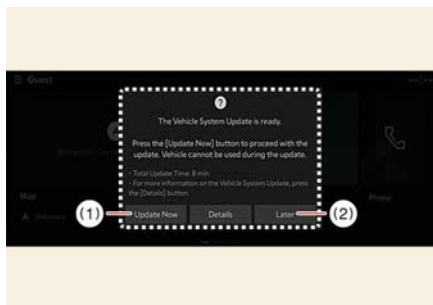 Guest
?
The Vehicle System Update is ready.
Press the [Update Now] button to proceed with the
update. Vehicle cannot be used during the update.
• Total Update Time: 8 min
• For more information on the Vehicle System Update, press
the [Details] button.
Map
Phone
Unknown
(1)
Update Now
Details
Later
(2)